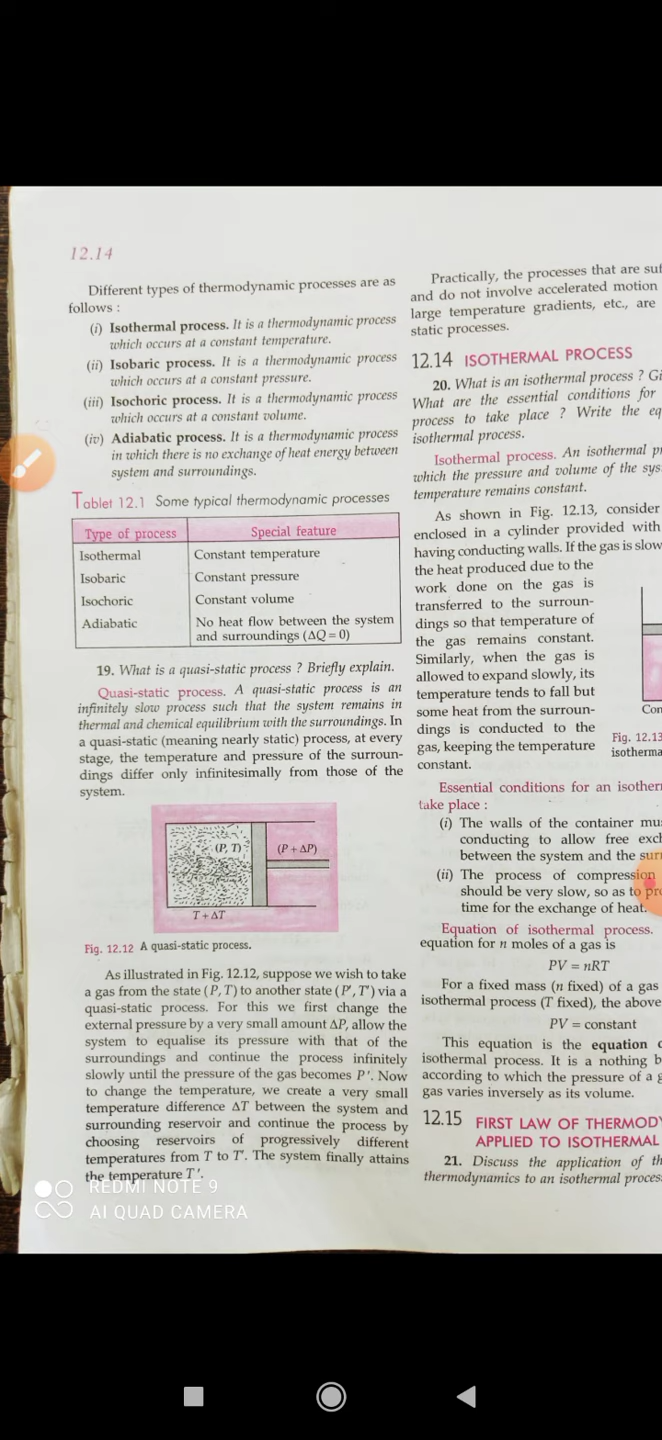 12.14
Different types of thermodynamic processes are as
follows :
(i) Isothermal process. It is a thermodynamic process
which occurs at a constant temperature.
(ii) Isobaric process. It is a thermodynamic process
which occurs at a constant pressure.
(iii) Isochoric process. It is a thermodynamic process
which occurs at a constant volume.
(iv) Adiabatic process. It is a thermodynamic process
in which there is no exchange of heat energy between
system and surroundings.
Tablet 12.1 Some typical thermodynamic processes
Type of process Special feature
Isothermal Constant temperature
Isobaric Constant pressure
Isochoric Constant volume
Adiabatic No heat flow between the system
and surroundings (ΔQ = 0)
19. What is a quasi-static process ? Briefly explain.
Quasi-static process. A quasi-static process is an
infinitely slow process such that the system remains in
thermal and chemical equilibrium with the surroundings. In
a quasi-static (meaning nearly static) process, at every
stage, the temperature and pressure of the surroun-
dings differ only infinitesimally from those of the
system.
(P, T) (P + ΔP)
T + ΔT
Fig. 12.12 A quasi-static process.
As illustrated in Fig. 12.12, suppose we wish to take
a gas from the state (P, T) to another state (P', T') via a
quasi-static process. For this we first change the
external pressure by a very small amount ΔP, allow the
system to equalise its pressure with that of the
surroundings and continue the process infinitely
slowly until the pressure of the gas becomes P'. Now
to change the temperature, we create a very small
temperature difference ΔT between the system and
surrounding reservoir and continue the process by
choosing reservoirs of progressively different
temperatures from T to T'. The system finally attains
the temperature T'.
Practically, the processes that are suf
and do not involve accelerated motion
large temperature gradients, etc., are
static processes.
12.14 ISOTHERMAL PROCESS
20. What is an isothermal process ? Gi
What are the essential conditions for
process to take place ? Write the eq
isothermal process.
Isothermal process. An isothermal pr
which the pressure and volume of the sys
temperature remains constant.
As shown in Fig. 12.13, consider
enclosed in a cylinder provided with
having conducting walls. If the gas is slow
the heat produced due to the
work done on the gas is
transferred to the surroun-
dings so that temperature of
the gas remains constant.
Similarly, when the gas is
allowed to expand slowly, its
temperature tends to fall but
some heat from the surroun-
dings is conducted to the
gas, keeping the temperature
constant.
Con
Fig. 12.13
isotherma
Essential conditions for an isotherm
take place :
(i) The walls of the container mus
conducting to allow free exch
between the system and the surr
(ii) The process of compression
should be very slow, so as to pro
time for the exchange of heat.
Equation of isothermal process.
equation for n moles of a gas is
PV = nRT
For a fixed mass (n fixed) of a gas
isothermal process (T fixed), the above
PV = constant
This equation is the equation o
isothermal process. It is a nothing b
according to which the pressure of a g
gas varies inversely as its volume.
12.15 FIRST LAW OF THERMODY
APPLIED TO ISOTHERMAL
21. Discuss the application of th
thermodynamics to an isothermal process
REDMI NOTE 9
AI QUAD CAMERA